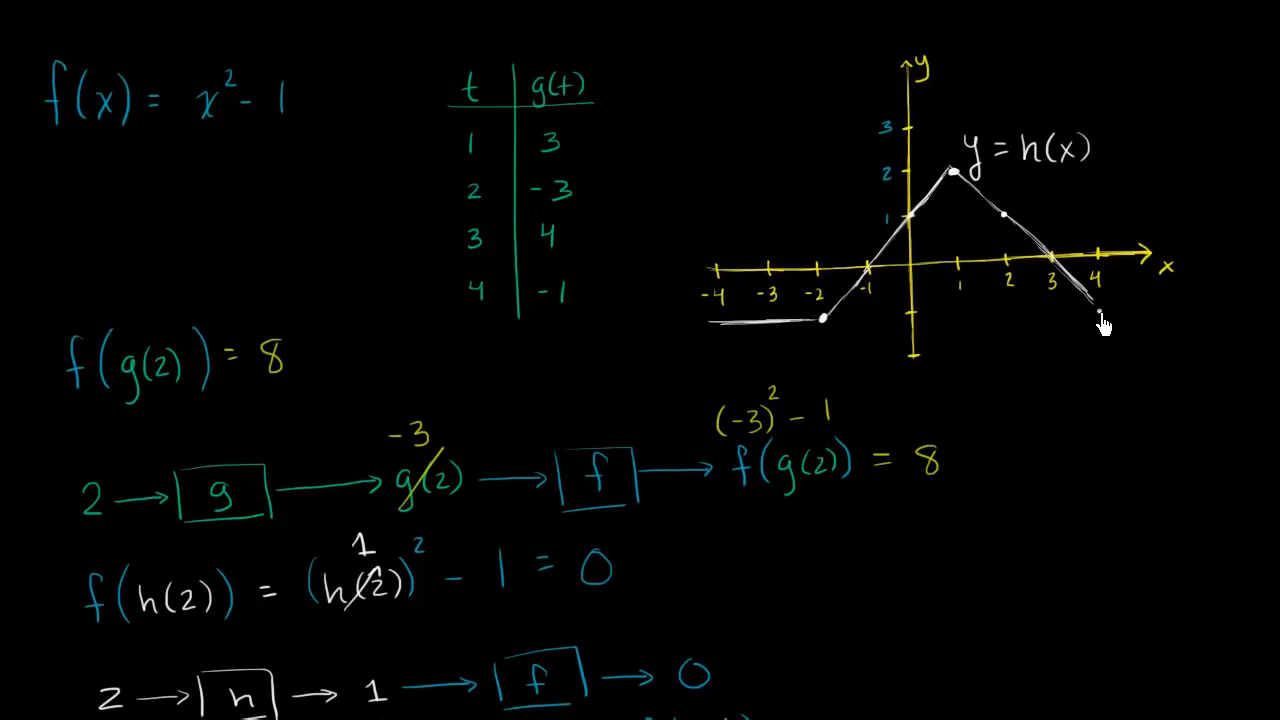 f(x) = x² - 1
t g(t)
1 3
2 -3
3 4
4 -1
y
3
2
1
y = h(x)
-4 -3 -2 -1 1 2 3 4 x
f(g(2)) = 8
2 → g → g(2) → f → f(g(2)) = 8
-3
(-3)² - 1
f(h(2)) = (h(2))² - 1 = 0
1
2 → h → 1 → f → 0